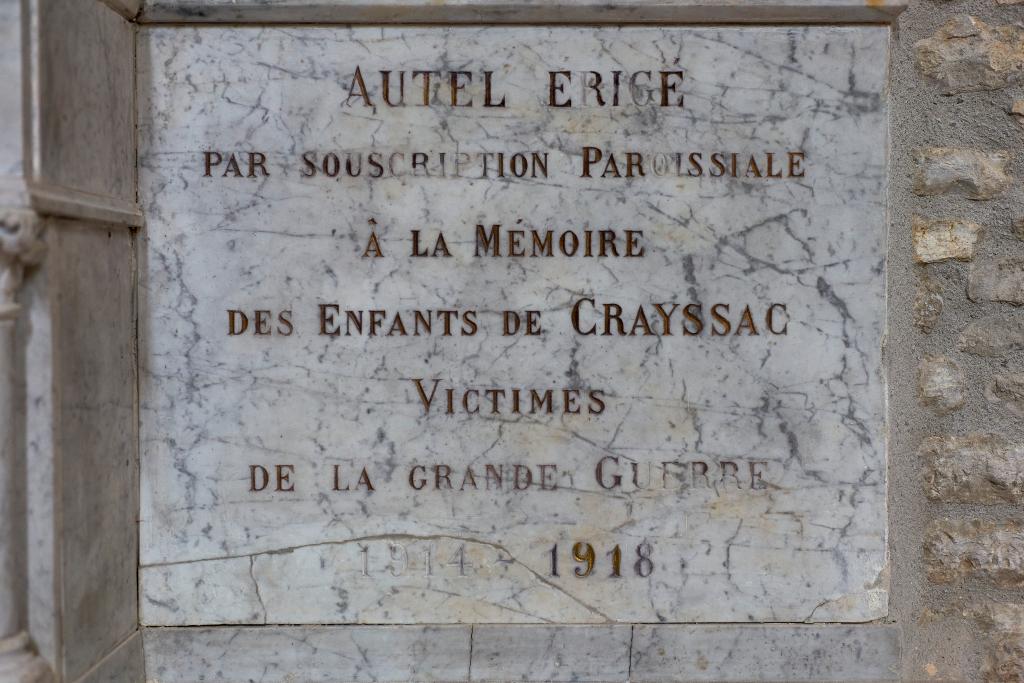 AUTEL ERIGÉ
PAR SOUSCRIPTION PAROISSIALE
À LA MÉMOIRE
DES ENFANTS DE CRAYSSAC
VICTIMES
DE LA GRANDE GUERRE
1914 - 1918